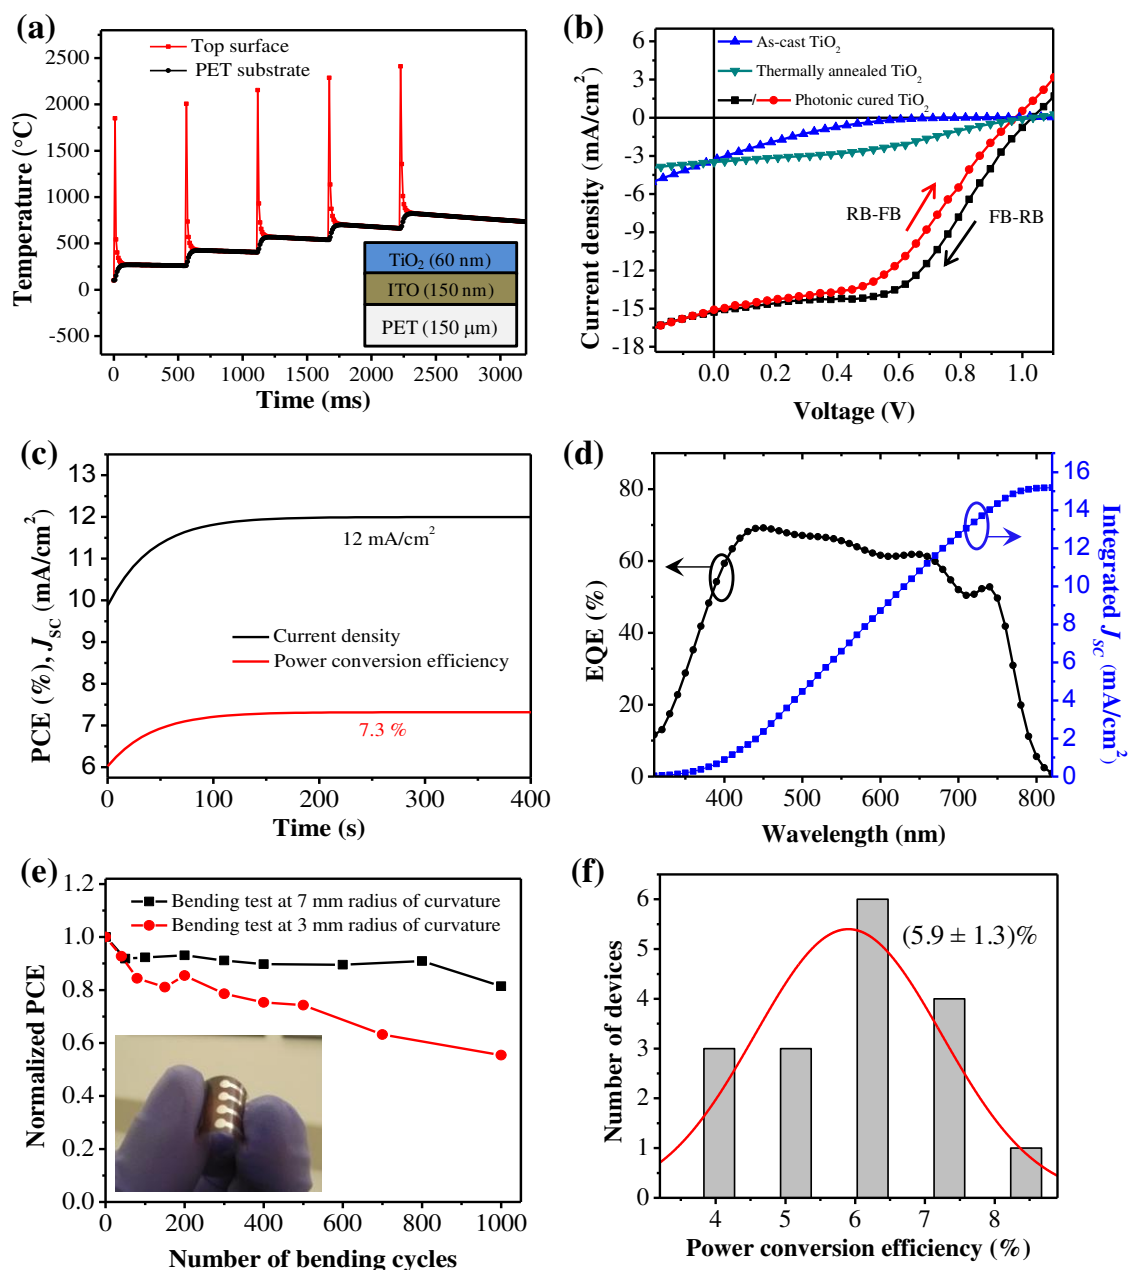 (a)
Temperature (°C)
2500
2000
1500
1000
500
0
-500
Top surface
PET substrate
TiO2 (60 nm)
ITO (150 nm)
PET (150 μm)
0 500 1000 1500 2000 2500 3000
Time (ms)
(b)
Current density (mA/cm2)
6
3
0
-3
-6
-9
-12
-15
-18
As-cast TiO2
Thermally annealed TiO2
/ Photonic cured TiO2
RB-FB
FB-RB
0.0 0.2 0.4 0.6 0.8 1.0
Voltage (V)
(c)
PCE (%), JSC (mA/cm2)
13
12
11
10
9
8
7
6
12 mA/cm2
Current density
Power conversion efficiency
7.3 %
0 100 200 300 400
Time (s)
(d)
EQE (%)
80
60
40
20
0
16
14
12
10
8
6
4
2
0
Integrated JSC (mA/cm2)
400 500 600 700 800
Wavelength (nm)
(e)
Normalized PCE
1.2
1.0
0.8
0.6
0.4
0.2
0.0
Bending test at 7 mm radius of curvature
Bending test at 3 mm radius of curvature
0 200 400 600 800 1000
Number of bending cycles
(f)
Number of devices
6
5
4
3
2
1
0
(5.9 ± 1.3)%
4 5 6 7 8
Power conversion efficiency (%)